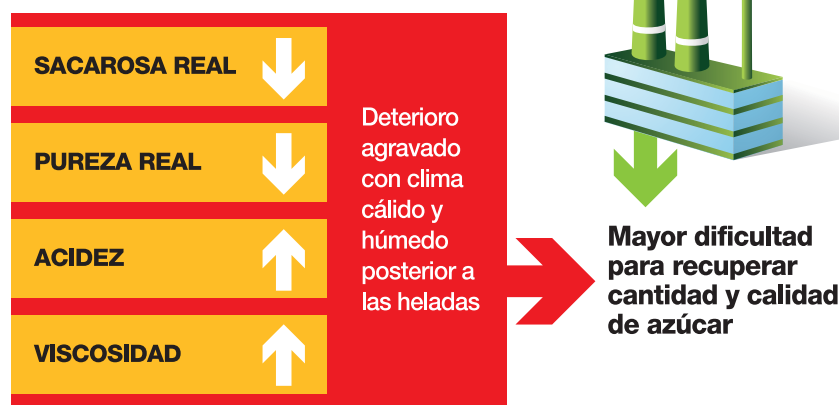 SACAROSA REAL
PUREZA REAL
ACIDEZ
VISCOSIDAD
Deterioro
agravado
con clima
cálido y
húmedo
posterior a
las heladas
Mayor dificultad
para recuperar
cantidad y calidad
de azúcar